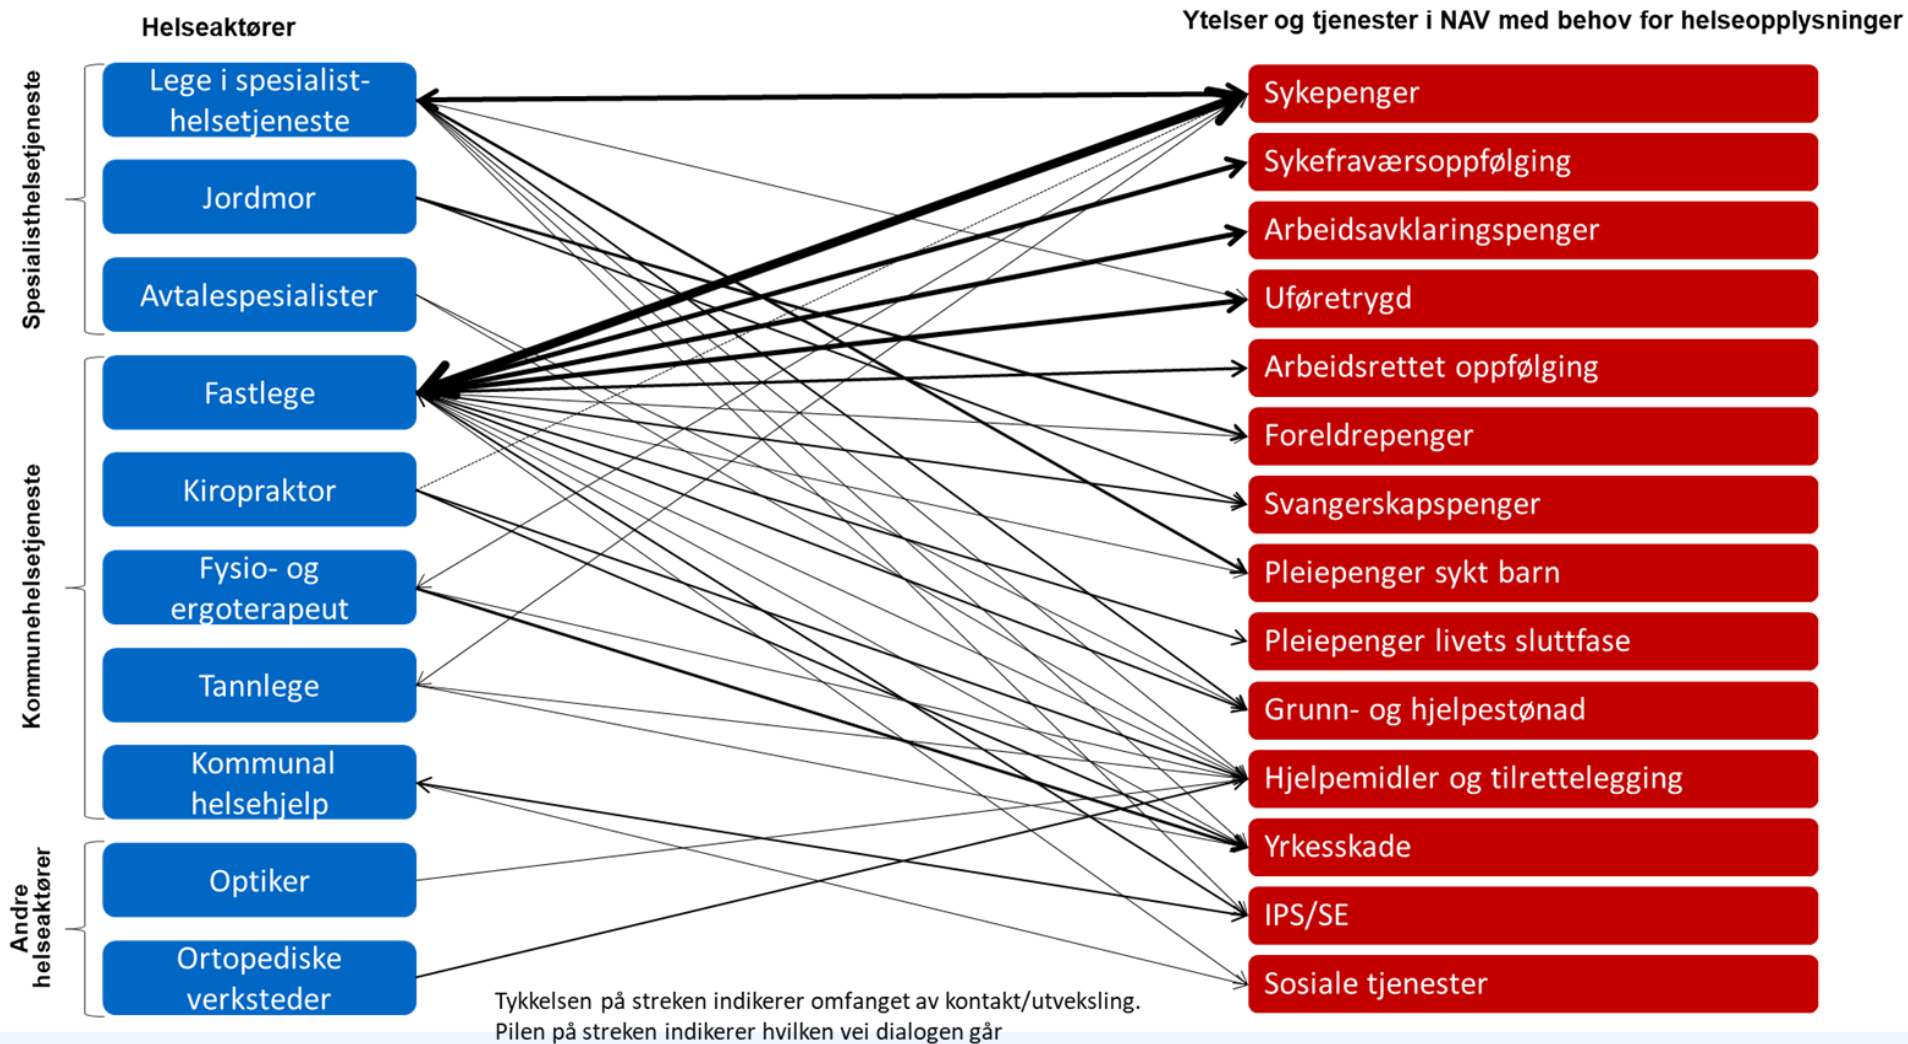 Helseaktører
Ytelser og tjenester i NAV med behov for helseopplysninger
Spesialisthelsetjeneste
Lege i spesialist-
helsetjeneste
Jordmor
Avtalespesialister
Kommunehelsetjeneste
Fastlege
Kiropraktor
Fysio- og
ergoterapeut
Tannlege
Kommunal
helsehjelp
Andre
helseaktører
Optiker
Ortopediske
verksteder
Sykepenger
Sykefraværsoppfølging
Arbeidsavklaringspenger
Uføretrygd
Arbeidsrettet oppfølging
Foreldrepenger
Svangerskapspenger
Pleiepenger sykt barn
Pleiepenger livets sluttfase
Grunn- og hjelpestønad
Hjelpemidler og tilrettelegging
Yrkesskade
IPS/SE
Sosiale tjenester
Tykkelsen på streken indikerer omfanget av kontakt/utveksling.
Pilen på streken indikerer hvilken vei dialogen går